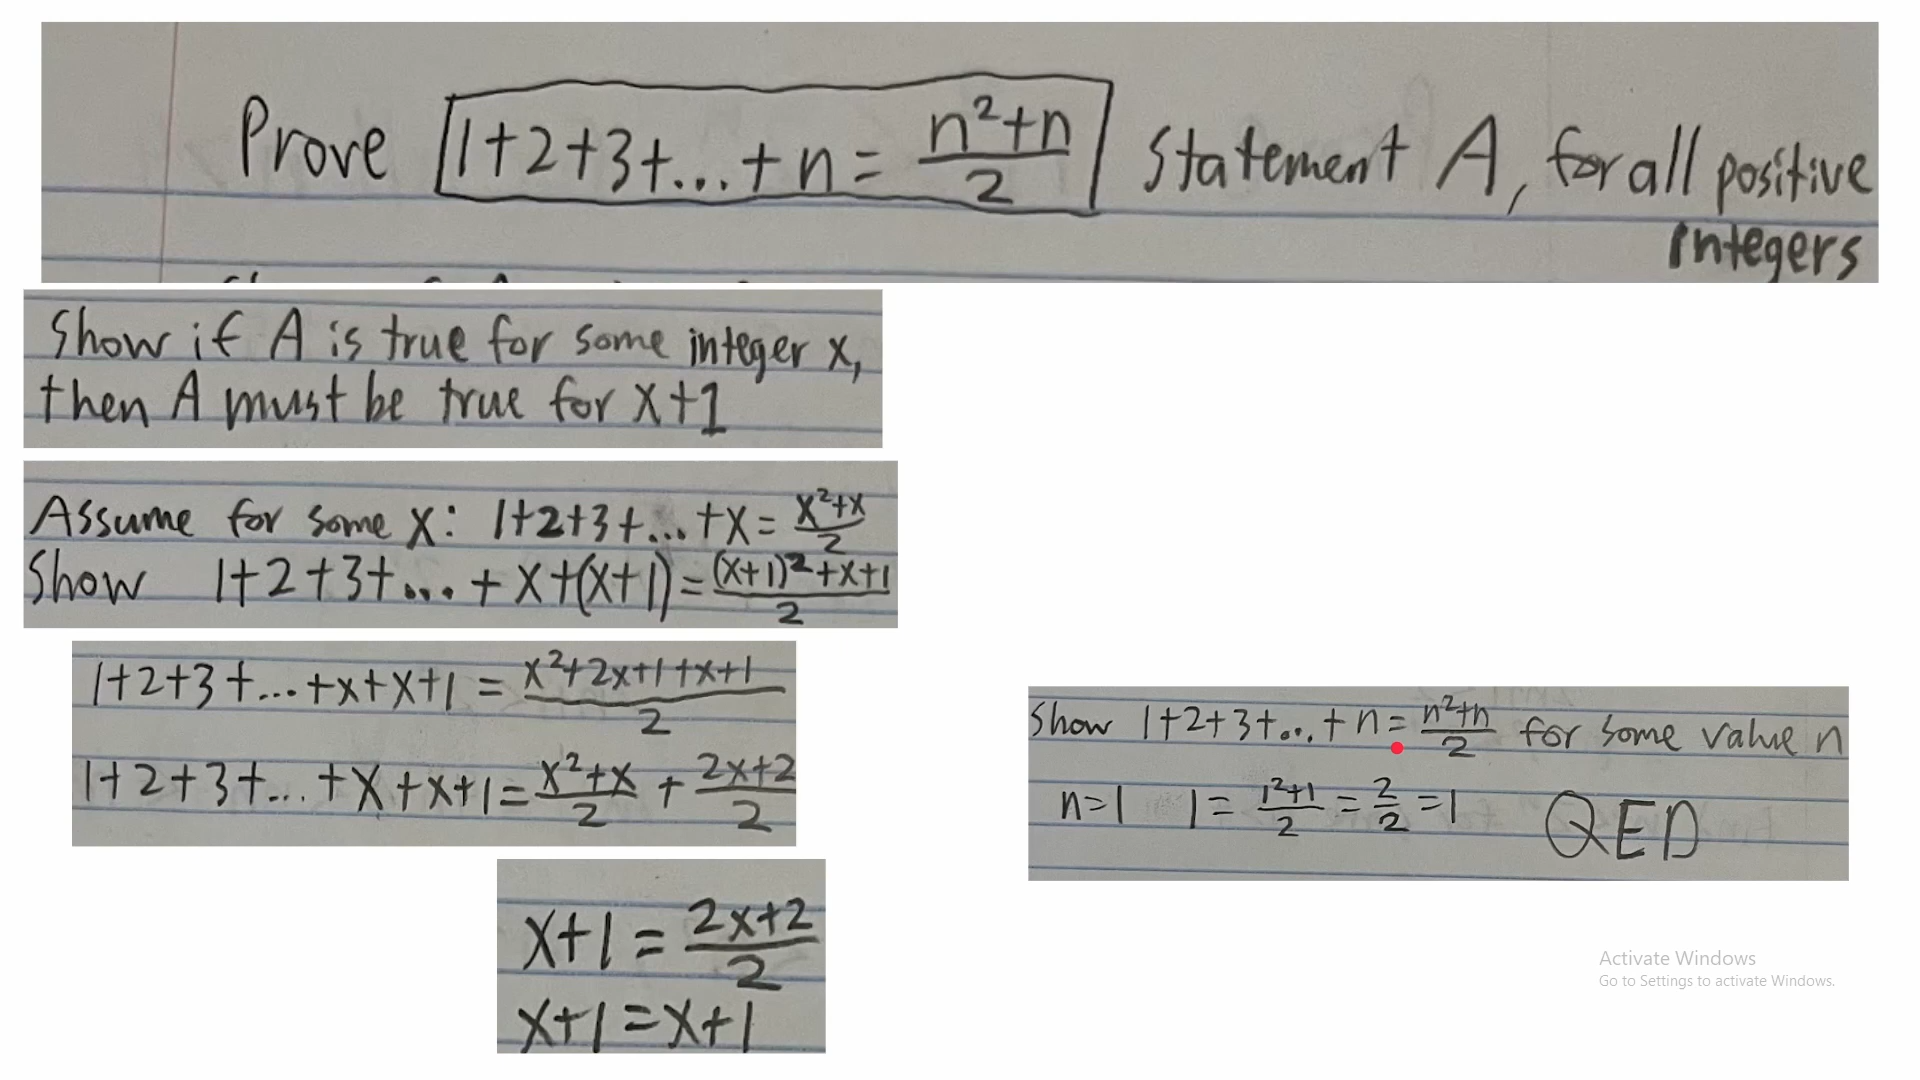 Prove 1+2+3+...+n = n²+n/2 Statement A, for all positive
integers
Show if A is true for some integer x,
then A must be true for x+1
Assume for some x: 1+2+3+...+x = x²+x/2
Show 1+2+3+...+x+(x+1) = (x+1)²+x+1/2
1+2+3+...+x+x+1 = x²+2x+1+x+1/2
1+2+3+...+x+x+1 = x²+x/2 + 2x+2/2
x+1 = 2x+2/2
x+1 = x+1
Show 1+2+3+...+n = n²+n/2 for some value n
n=1 1 = 1²+1/2 = 2/2 = 1 QED
Activate Windows
Go to Settings to activate Windows.